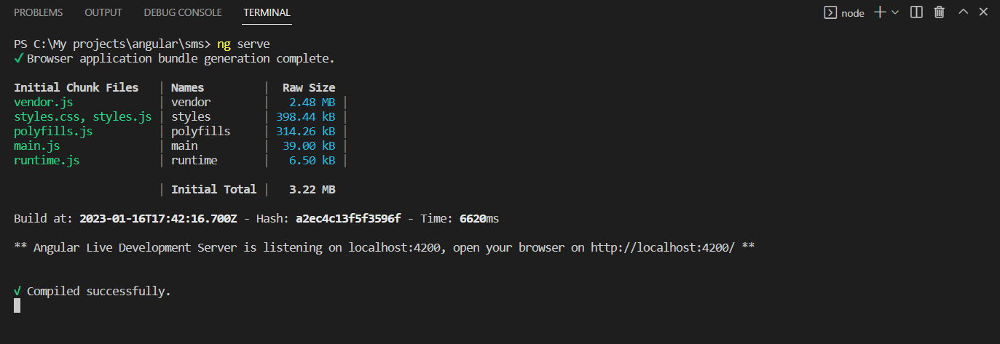 PROBLEMS OUTPUT DEBUG CONSOLE TERMINAL node
PS C:\My projects\angular\sms> ng serve
✓ Browser application bundle generation complete.
Initial Chunk Files | Names | Raw Size
vendor.js | vendor | 2.48 MB |
styles.css, styles.js | styles | 398.44 kB |
polyfills.js | polyfills | 314.26 kB |
main.js | main | 39.00 kB |
runtime.js | runtime | 6.50 kB |
| Initial Total | 3.22 MB
Build at: 2023-01-16T17:42:16.700Z - Hash: a2ec4c13f5f3596f - Time: 6620ms
** Angular Live Development Server is listening on localhost:4200, open your browser on http://localhost:4200/ **
√ Compiled successfully.